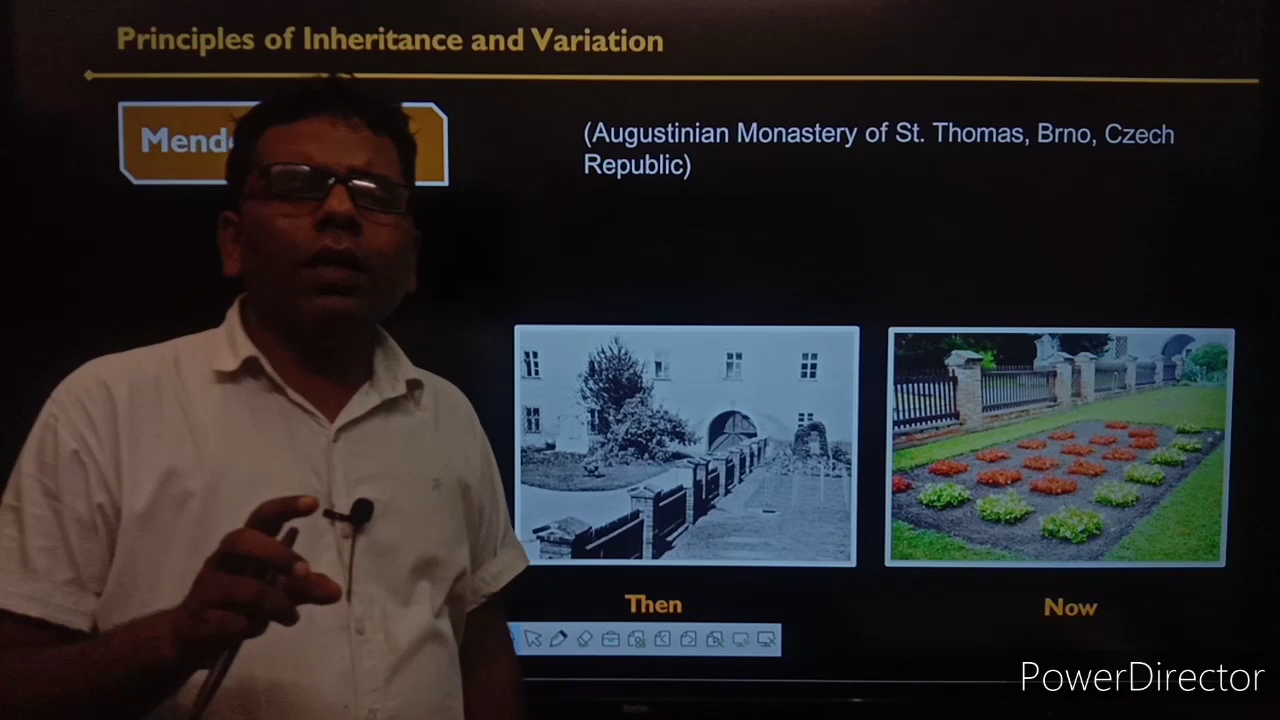 Principles of Inheritance and Variation
(Augustinian Monastery of St. Thomas, Brno, Czech
Republic)
Then
Now
PowerDirector